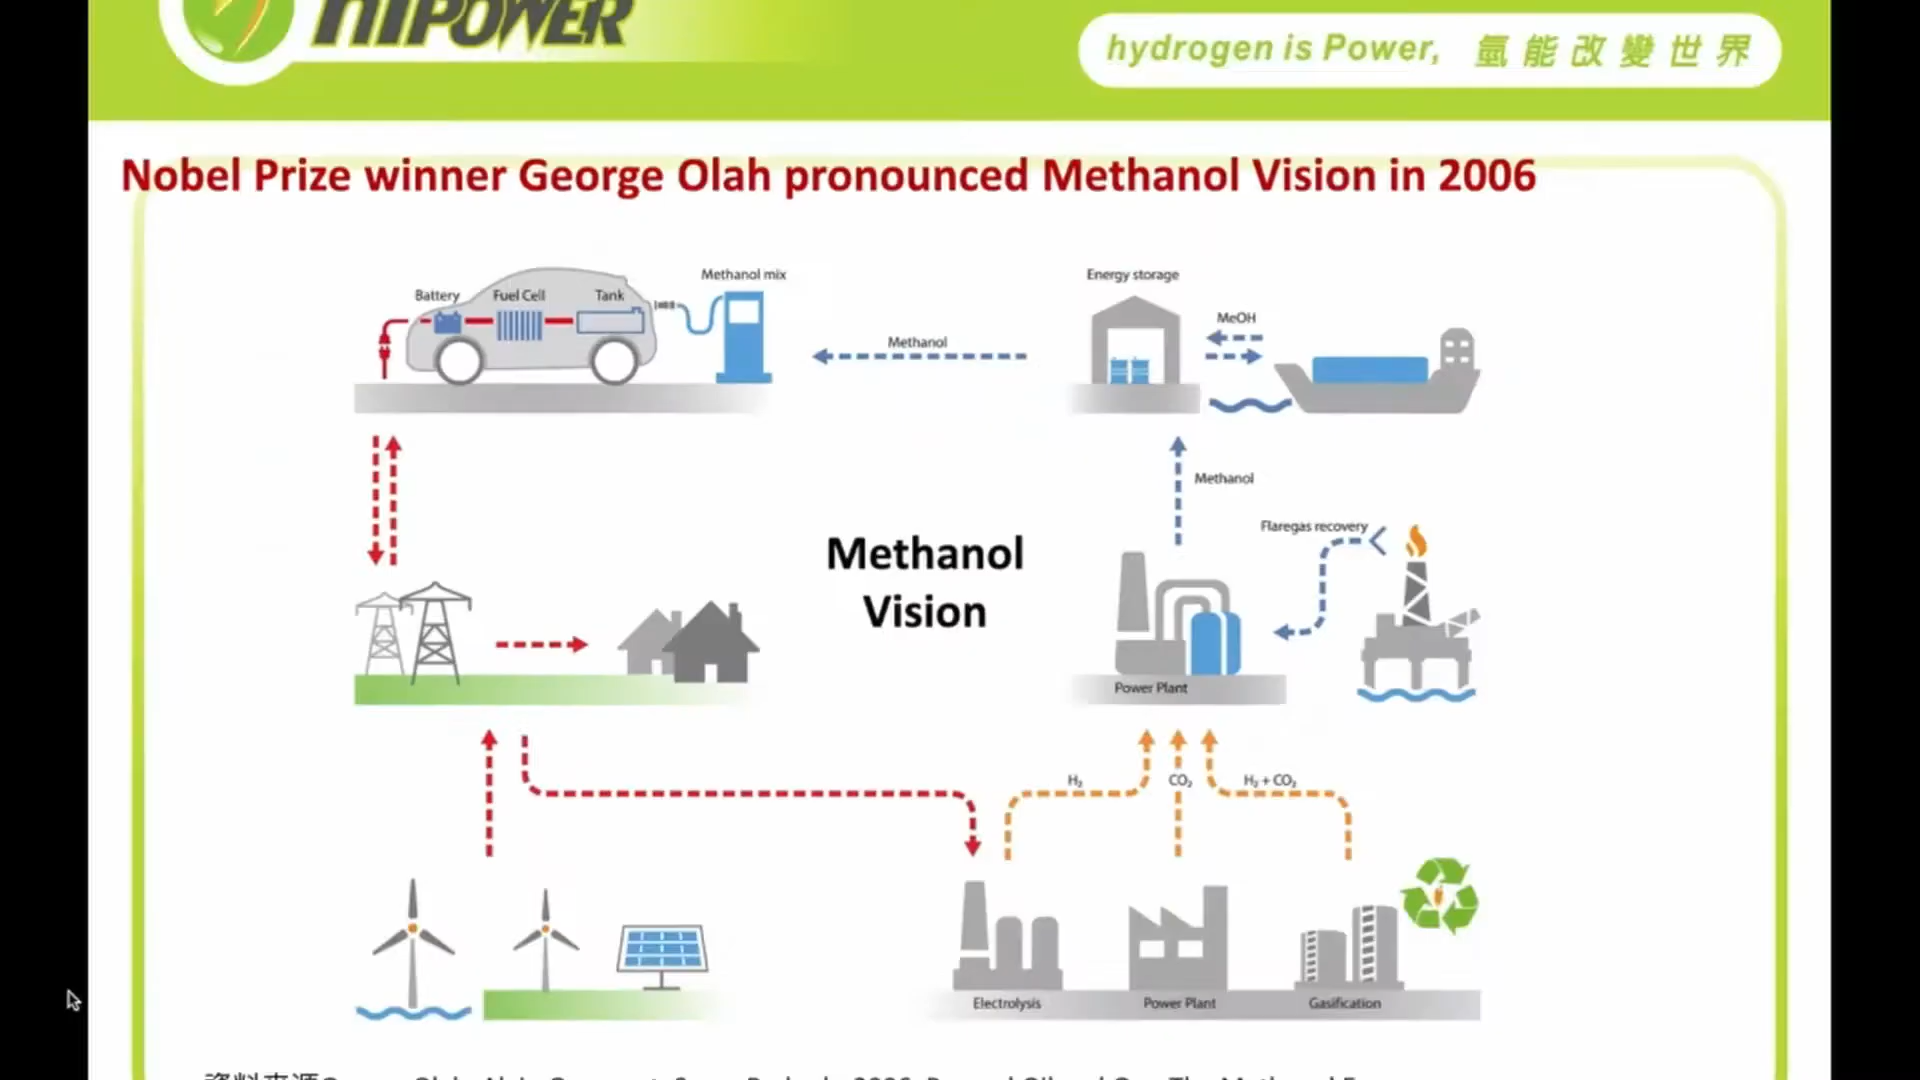 HIPOWER
hydrogen is Power, 氫能改變世界
Nobel Prize winner George Olah pronounced Methanol Vision in 2006
Battery
Fuel Cell
Tank
Methanol mix
Methanol
Energy storage
MeOH
Methanol
Flaregas recovery
Methanol
Vision
Power Plant
H₂
CO₂
H₂ + CO₂
Electrolysis
Power Plant
Gasification